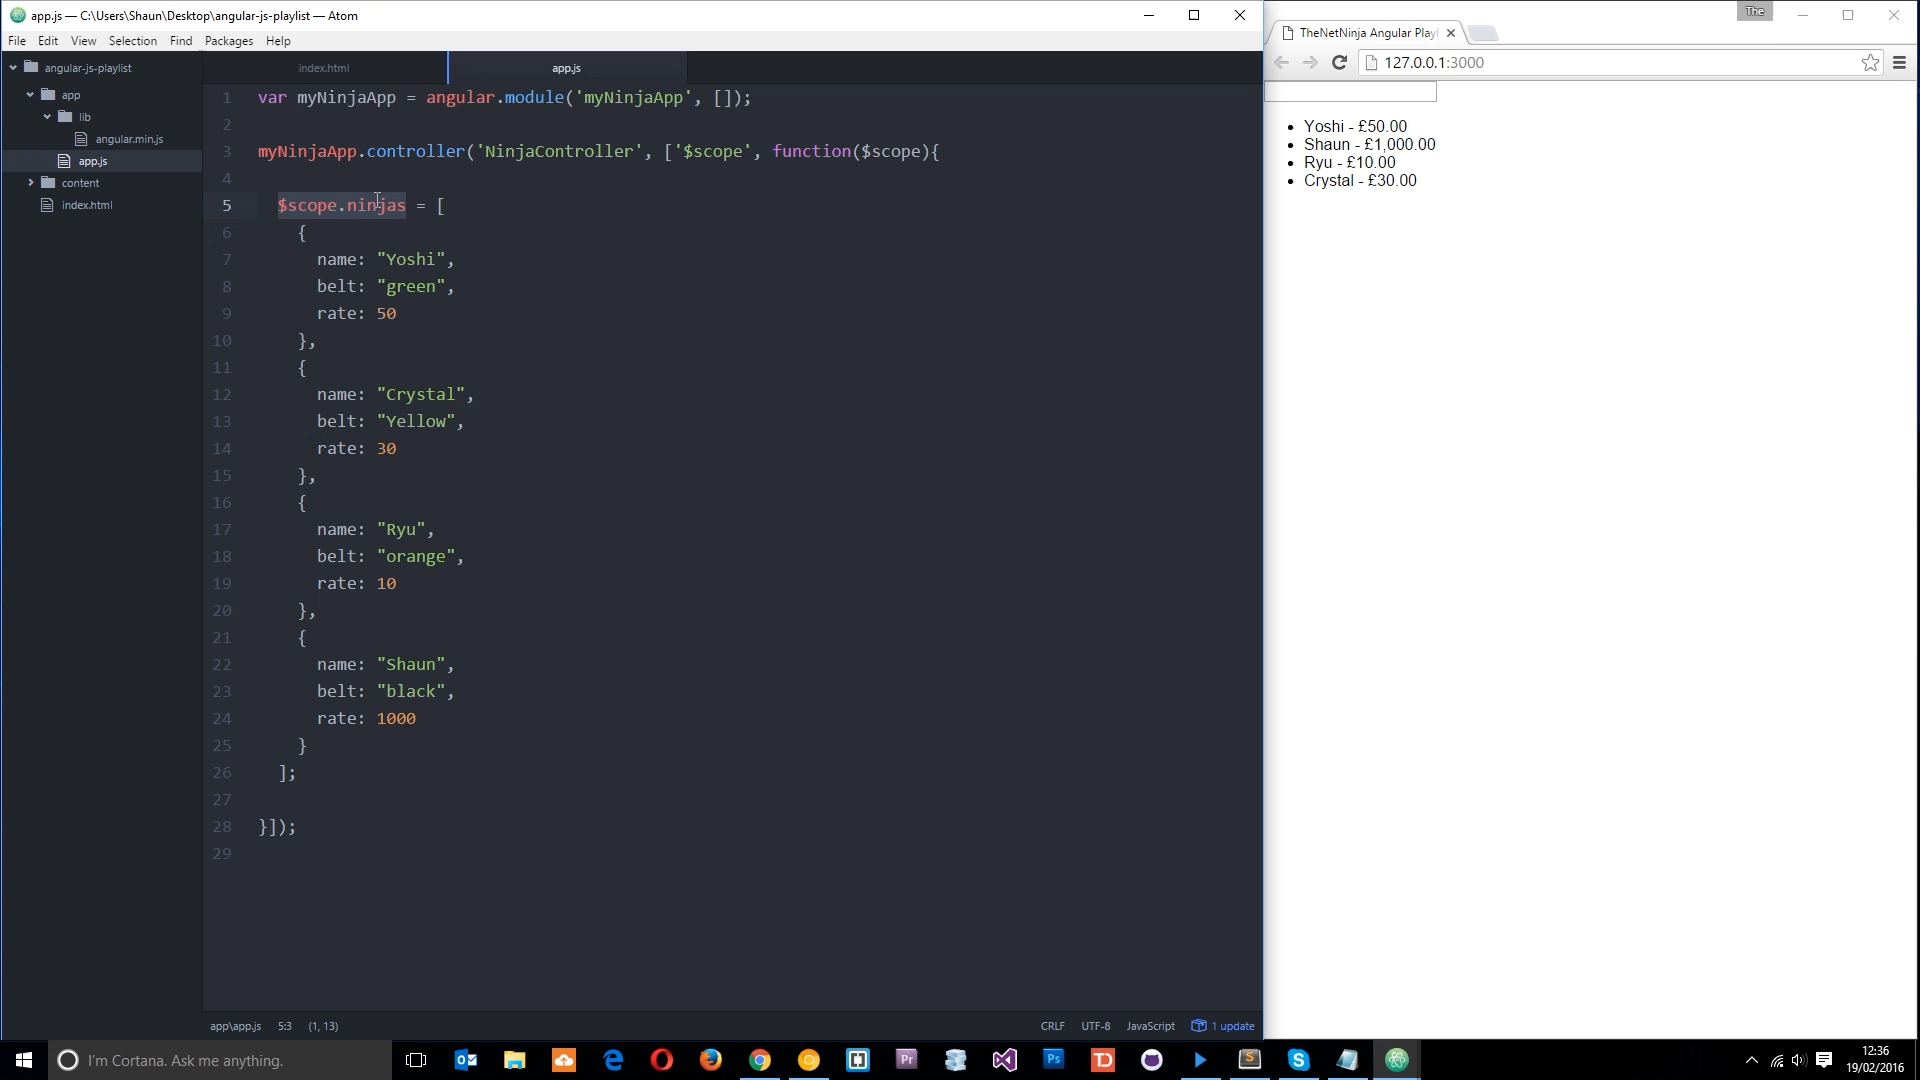 app.js — C:\Users\Shaun\Desktop\angular-js-playlist — Atom
File Edit View Selection Find Packages Help
angular-js-playlist
app
lib
angular.min.js
app.js
content
index.html
index.html app.js
1 var myNinjaApp = angular.module('myNinjaApp', []);
2
3 myNinjaApp.controller('NinjaController', ['$scope', function($scope){
4
5 $scope.ninjas = [
6 {
7 name: "Yoshi",
8 belt: "green",
9 rate: 50
10 },
11 {
12 name: "Crystal",
13 belt: "Yellow",
14 rate: 30
15 },
16 {
17 name: "Ryu",
18 belt: "orange",
19 rate: 10
20 },
21 {
22 name: "Shaun",
23 belt: "black",
24 rate: 1000
25 }
26 ];
27
28 }]);
29
app\app.js 5:3 (1, 13) CRLF UTF-8 JavaScript 1 update
The
TheNetNinja Angular Playl
127.0.0.1:3000
Yoshi - £50.00
Shaun - £1,000.00
Ryu - £10.00
Crystal - £30.00
I'm Cortana. Ask me anything.
Pr
Ps
TD
S
S
12:36
19/02/2016